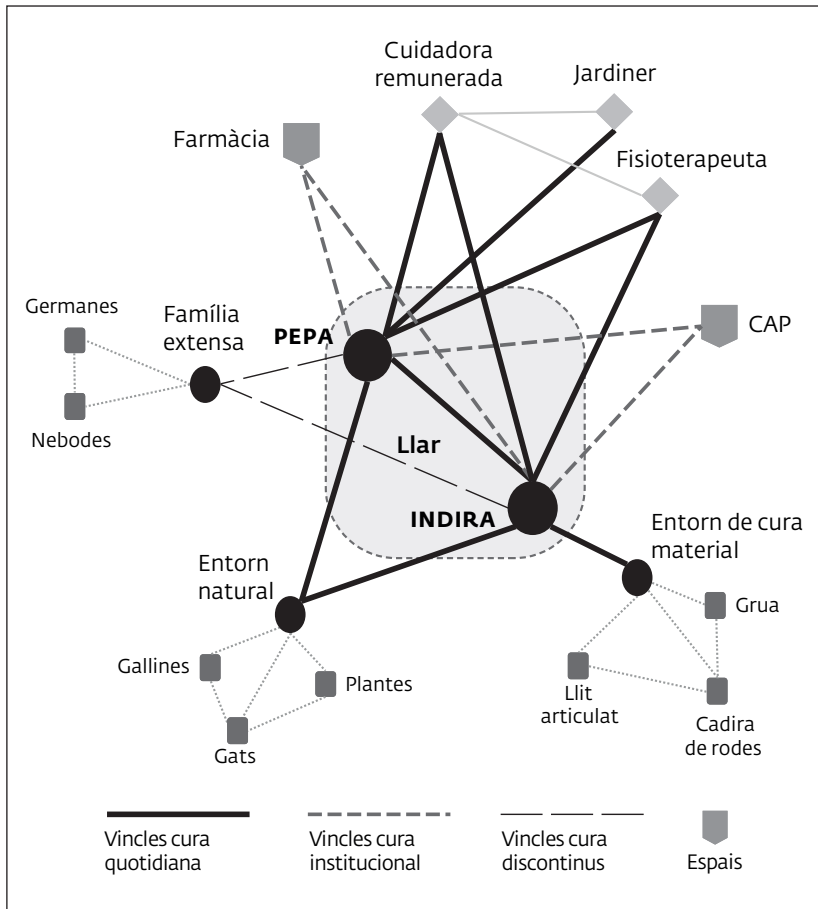 Cuidadora
remunerada
Jardiner
Farmàcia
Fisioterapeuta
Germanes
Família
extensa
PEPA
CAP
Nebodes
Llar
INDIRA
Entorn de cura
material
Entorn
natural
Grua
Gallines
Plantes
Llit
articulat
Cadira
de rodes
Gats
Vincles cura
quotidiana
Vincles cura
institucional
Vincles cura
discontinus
Espais